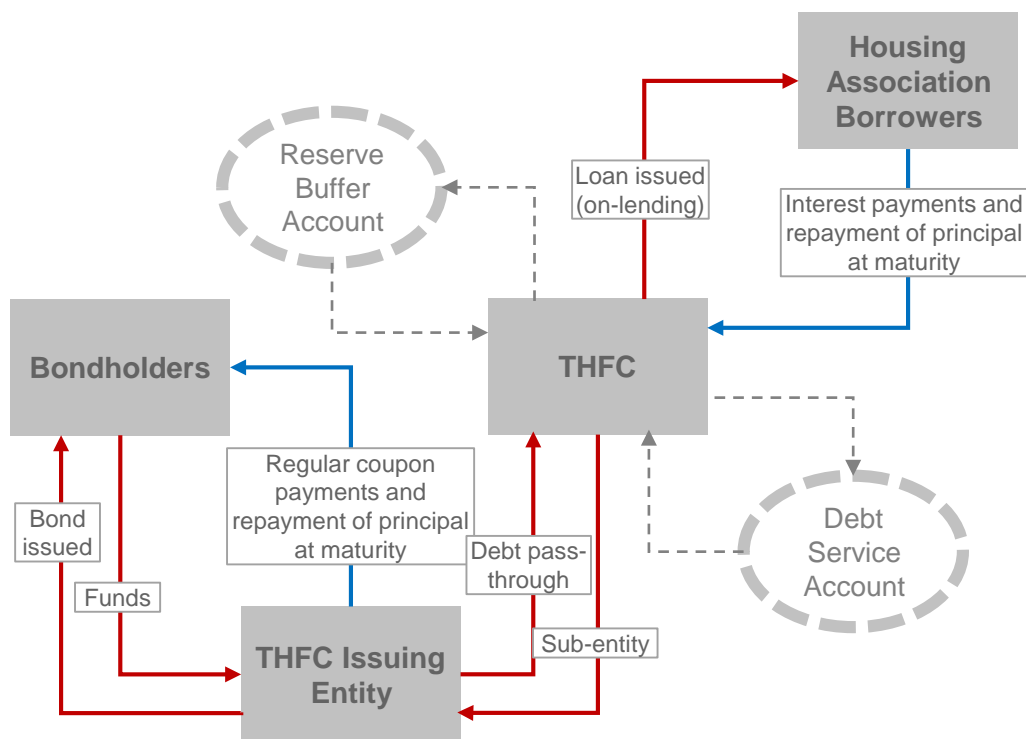 Housing
Association
Borrowers
Reserve
Buffer
Account
Loan issued
(on-lending)
Interest payments and
repayment of principal
at maturity
Bondholders
THFC
Regular coupon
payments and
repayment of principal
at maturity
Bond
issued
Funds
Debt pass-
through
Debt
Service
Account
Sub-entity
THFC Issuing
Entity